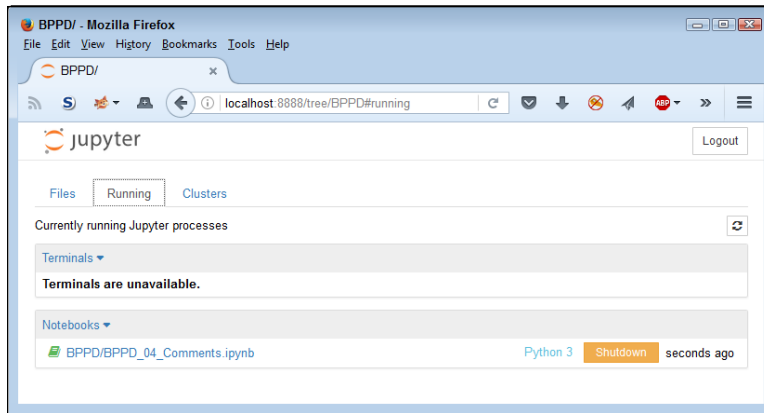 BPPD/ - Mozilla Firefox
File Edit View History Bookmarks Tools Help
BPPD/ ×
S) localhost:8888/tree/BPPD#running ABP »
jupyter Logout
Files Running Clusters
Currently running Jupyter processes
Terminals
Terminals are unavailable.
Notebooks
BPPD/BPPD_04_Comments.ipynb Python 3 Shutdown seconds ago